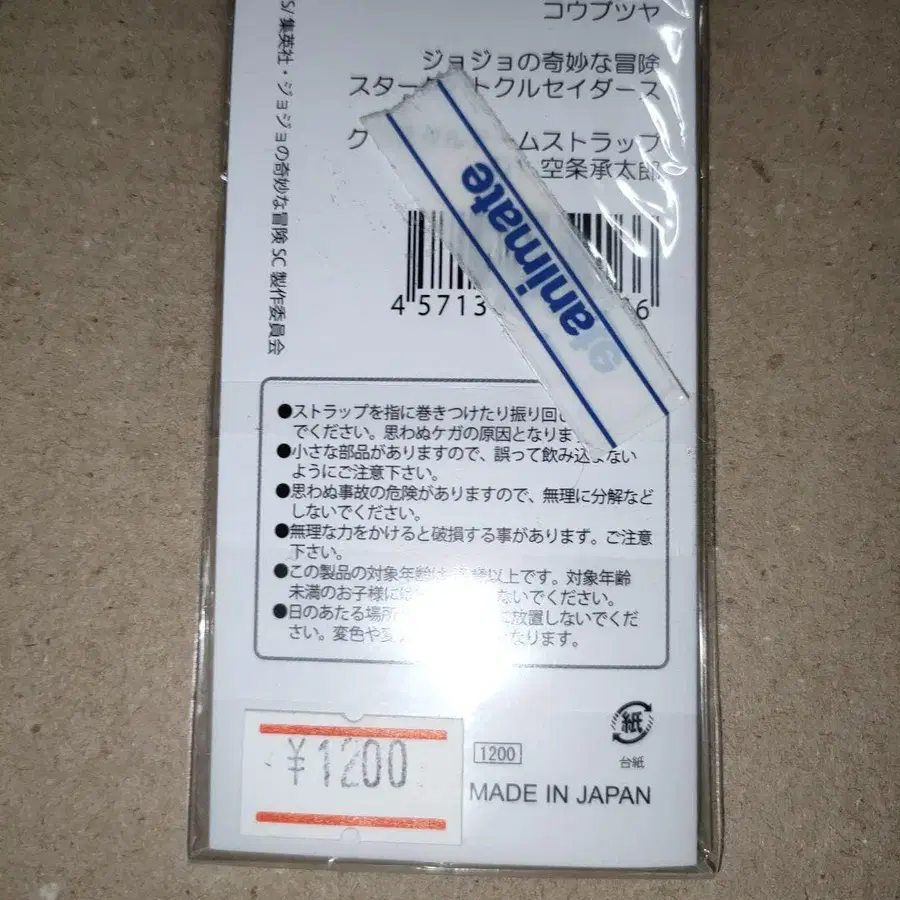 コウブツヤ
ジョジョの奇妙な冒険
スター トクルセイダース
ク ムストラップ
空条承太郎
animate
4 5713 6
S/ 集英社・ジョジョの奇妙な冒険 SC 製作委員会
●ストラップを指に巻きつけたり振り回し
でください。思わぬケガの原因となりま
●小さな部品がありますので、誤って飲み込まない
ようにご注意下さい。
●思わぬ事故の危険がありますので、無理に分解など
しないでください。
●無理な力をかけると破損する事があります。ご注意
下さい。
●この製品の対象年齢は 歳以上です。対象年齢
未満のお子様には ないでください。
●日のあたる場所 に放置しないでくだ
さい。変色や変 なります。
¥1200
1200
紙
台紙
MADE IN JAPAN